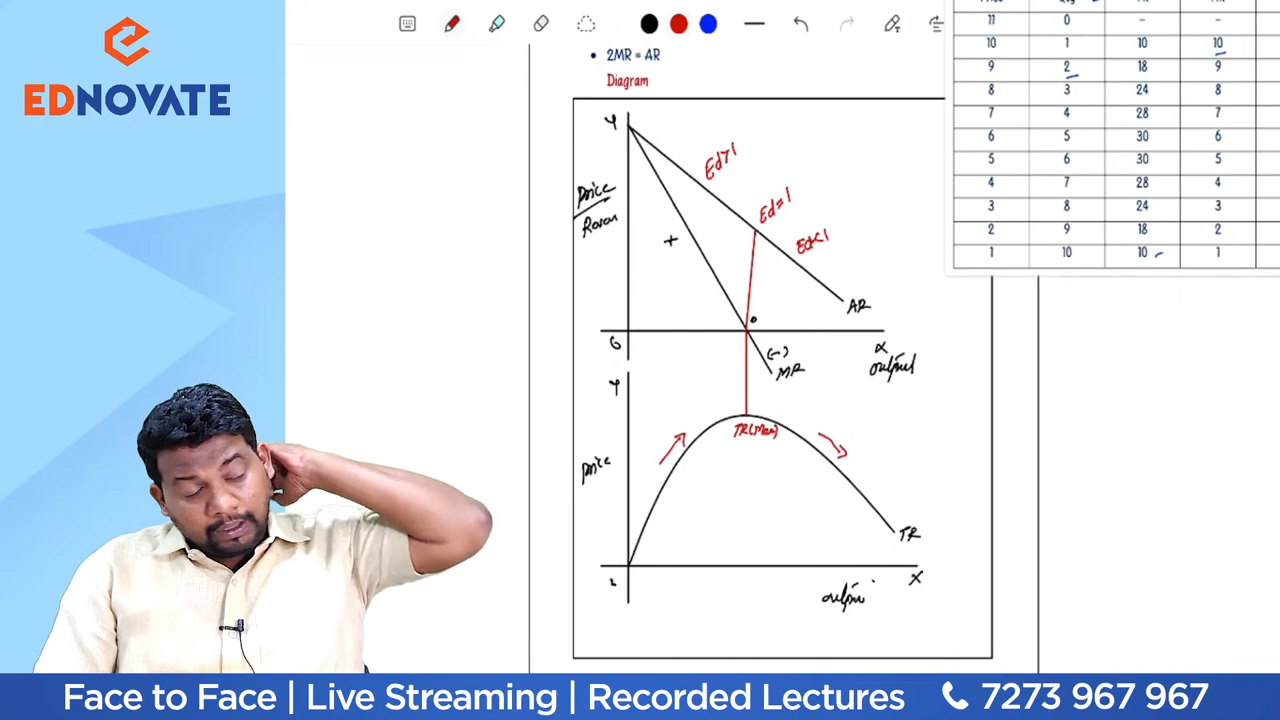 EDNOVATE
• 2MR = AR
Diagram
11 0 - -
10 1 10 10
9 2 18 9
8 3 24 8
7 4 28 7
6 5 30 6
5 6 30 5
4 7 28 4
3 8 24 3
2 9 18 2
1 10 10 1
Y
Price
Ed>1
Ed=1
Ed<1
+
AR
0
X
output
(-)
MR
Y
TR(Max)
price
TR
X
Face to Face | Live Streaming | Recorded Lectures 7273 967 967